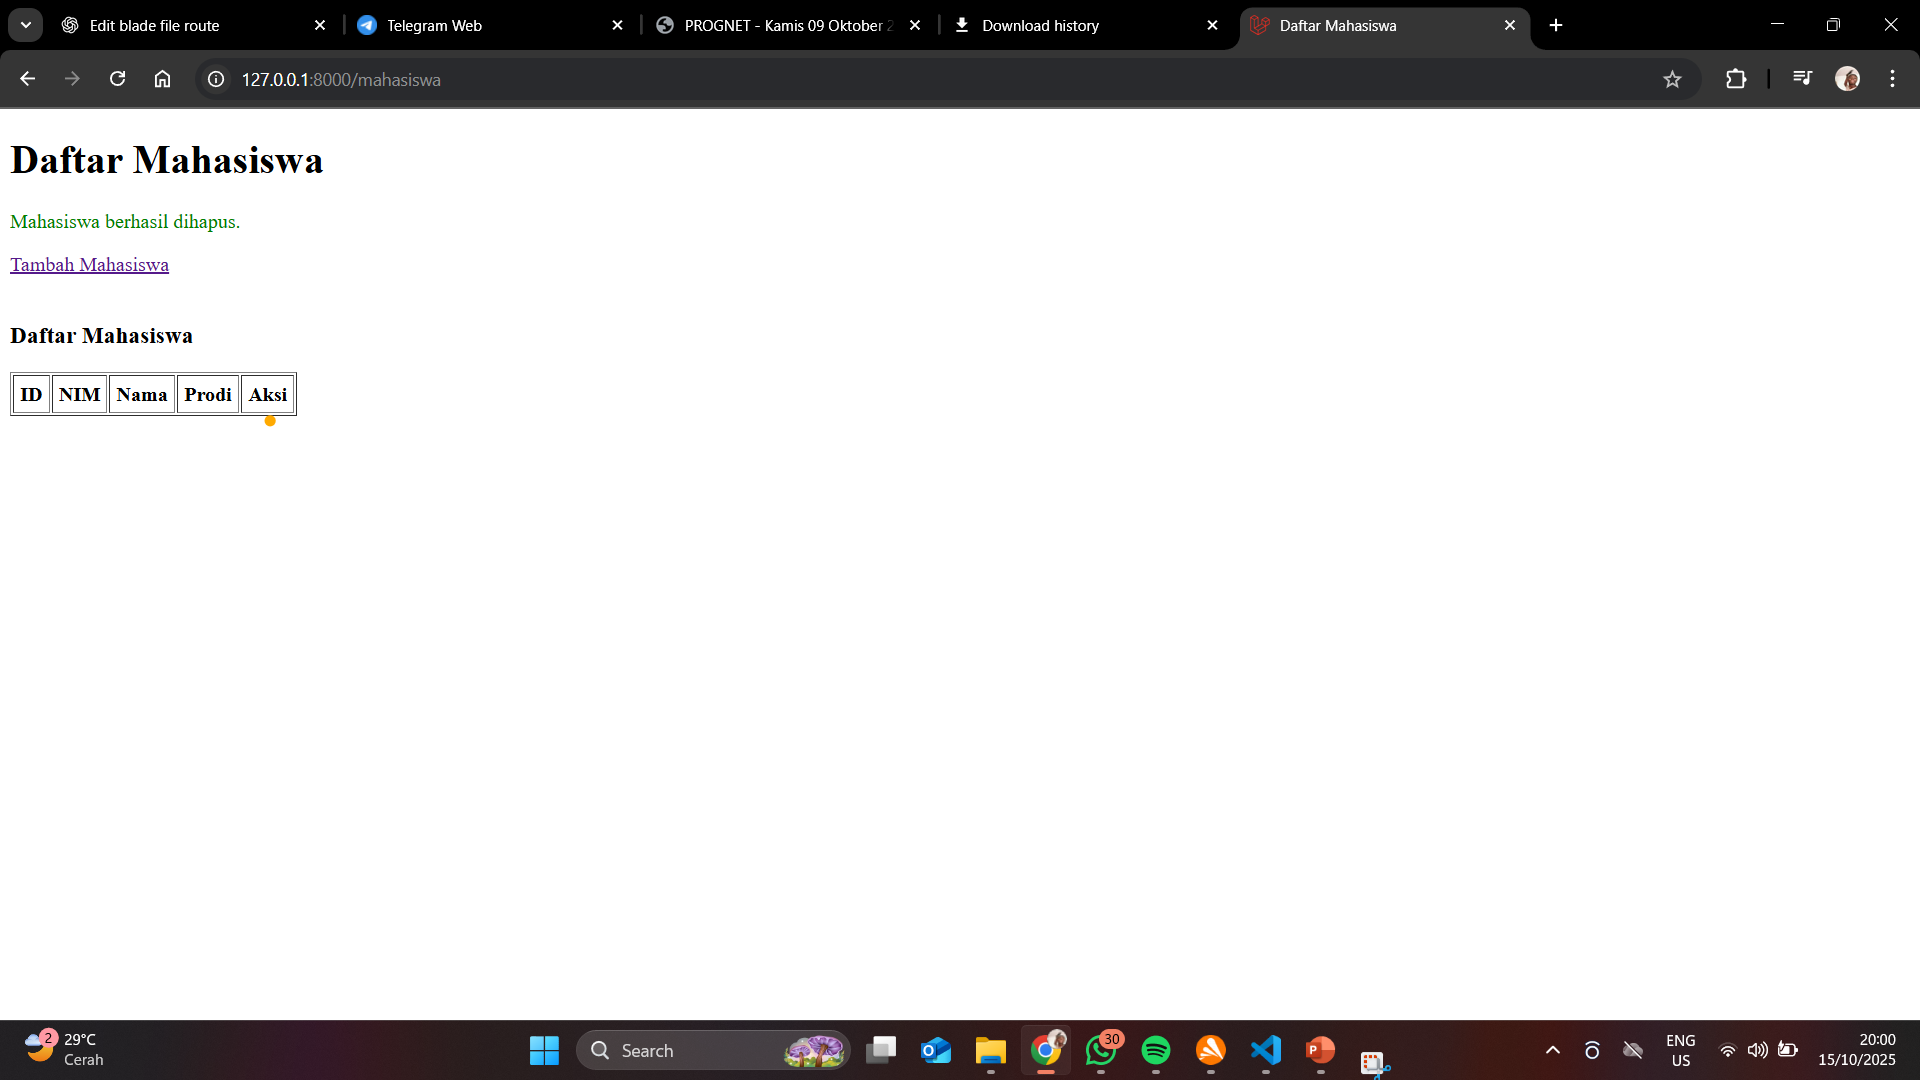 Edit blade file route
Telegram Web
PROGNET - Kamis 09 Oktober 2
Download history
Daftar Mahasiswa
127.0.0.1:8000/mahasiswa
Daftar Mahasiswa
Mahasiswa berhasil dihapus.
Tambah Mahasiswa
Daftar Mahasiswa
ID NIM Nama Prodi Aksi
2
29°C
Cerah
Search
30
ENG
US
20:00
15/10/2025